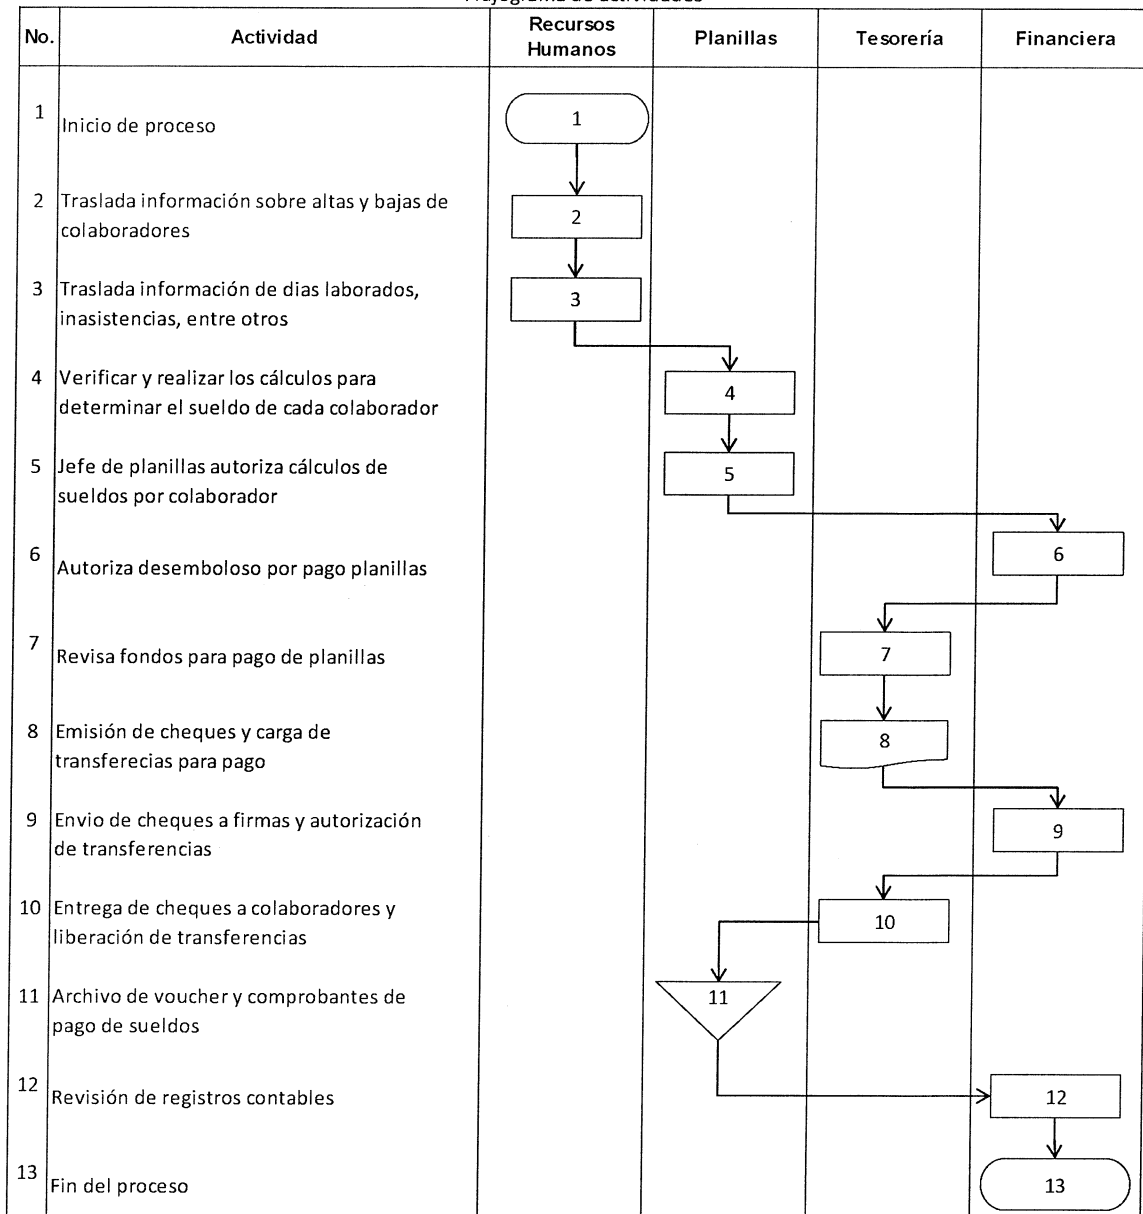 Flujograma de actividades
No. Actividad Recursos Humanos Planillas Tesorería Financiera
1 Inicio de proceso 1
2 Traslada información sobre altas y bajas de
colaboradores 2
3 Traslada información de dias laborados,
inasistencias, entre otros 3
4 Verificar y realizar los cálculos para
determinar el sueldo de cada colaborador 4
5 Jefe de planillas autoriza cálculos de
sueldos por colaborador 5
6 Autoriza desemboloso por pago planillas 6
7 Revisa fondos para pago de planillas 7
8 Emisión de cheques y carga de
transferecias para pago 8
9 Envio de cheques a firmas y autorización
de transferencias 9
10 Entrega de cheques a colaboradores y
liberación de transferencias 10
11 Archivo de voucher y comprobantes de
pago de sueldos 11
12 Revisión de registros contables 12
13 Fin del proceso 13